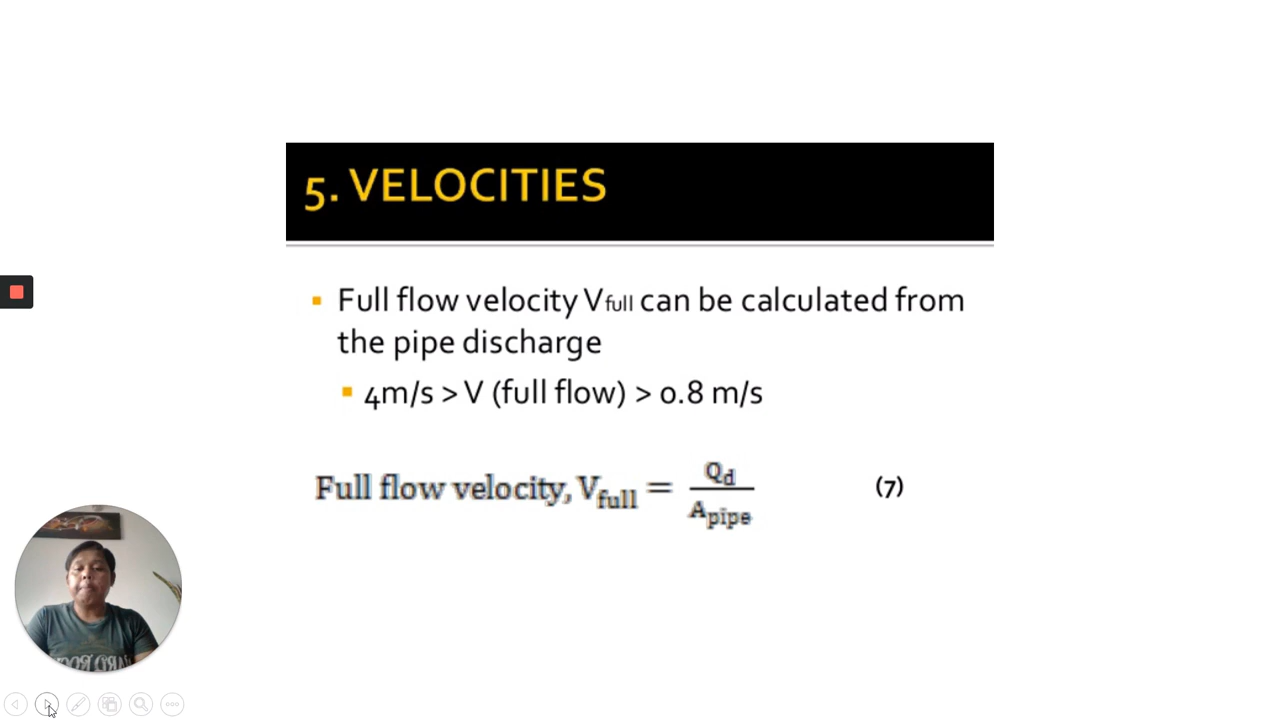 5. VELOCITIES
Full flow velocity Vfull can be calculated from
the pipe discharge
4m/s > V (full flow) > 0.8 m/s
Full flow velocity, Vfull = Qd / Apipe (7)